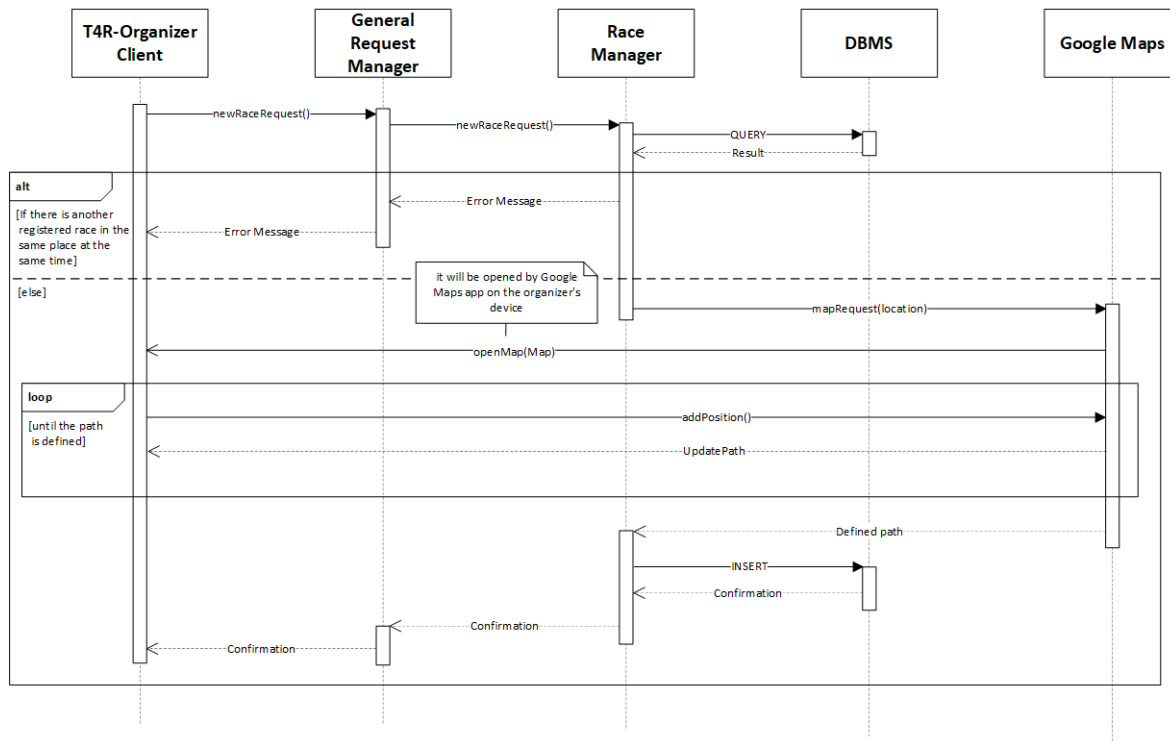 T4R-Organizer
Client
General
Request
Manager
Race
Manager
DBMS
Google Maps
newRaceRequest()
newRaceRequest()
QUERY
Result
alt
[If there is another
registered race in the
same place at the
same time]
Error Message
Error Message
[else]
it will be opened by Google
Maps app on the organizer's
device
mapRequest(location)
openMap(Map)
loop
[until the path
is defined]
addPosition()
UpdatePath
Defined path
INSERT
Confirmation
Confirmation
Confirmation